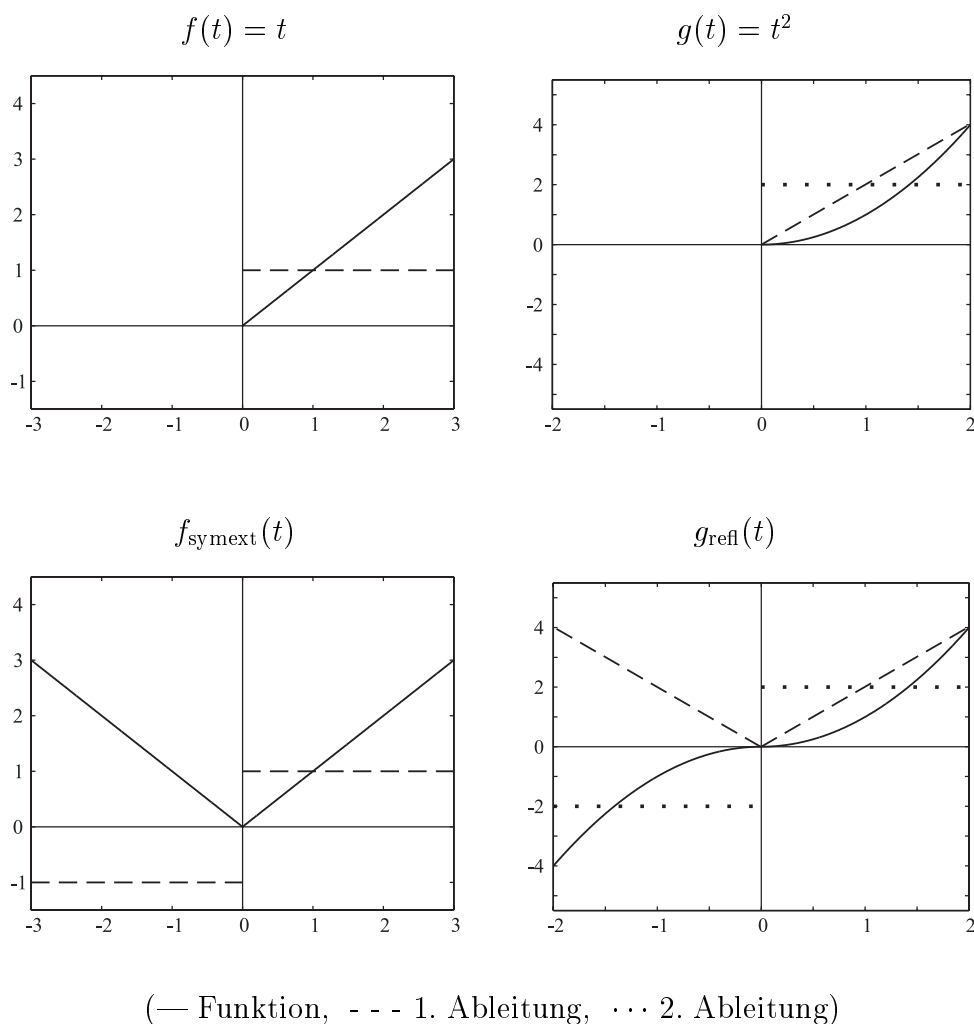 f(t) = t
g(t) = t²
4
3
2
1
0
-1
-3 -2 -1 0 1 2 3
4
2
0
-2
-4
-2 -1 0 1 2
f_symext(t)
g_refl(t)
4
3
2
1
0
-1
-3 -2 -1 0 1 2 3
4
2
0
-2
-4
-2 -1 0 1 2
(— Funktion, - - - 1. Ableitung, ··· 2. Ableitung)